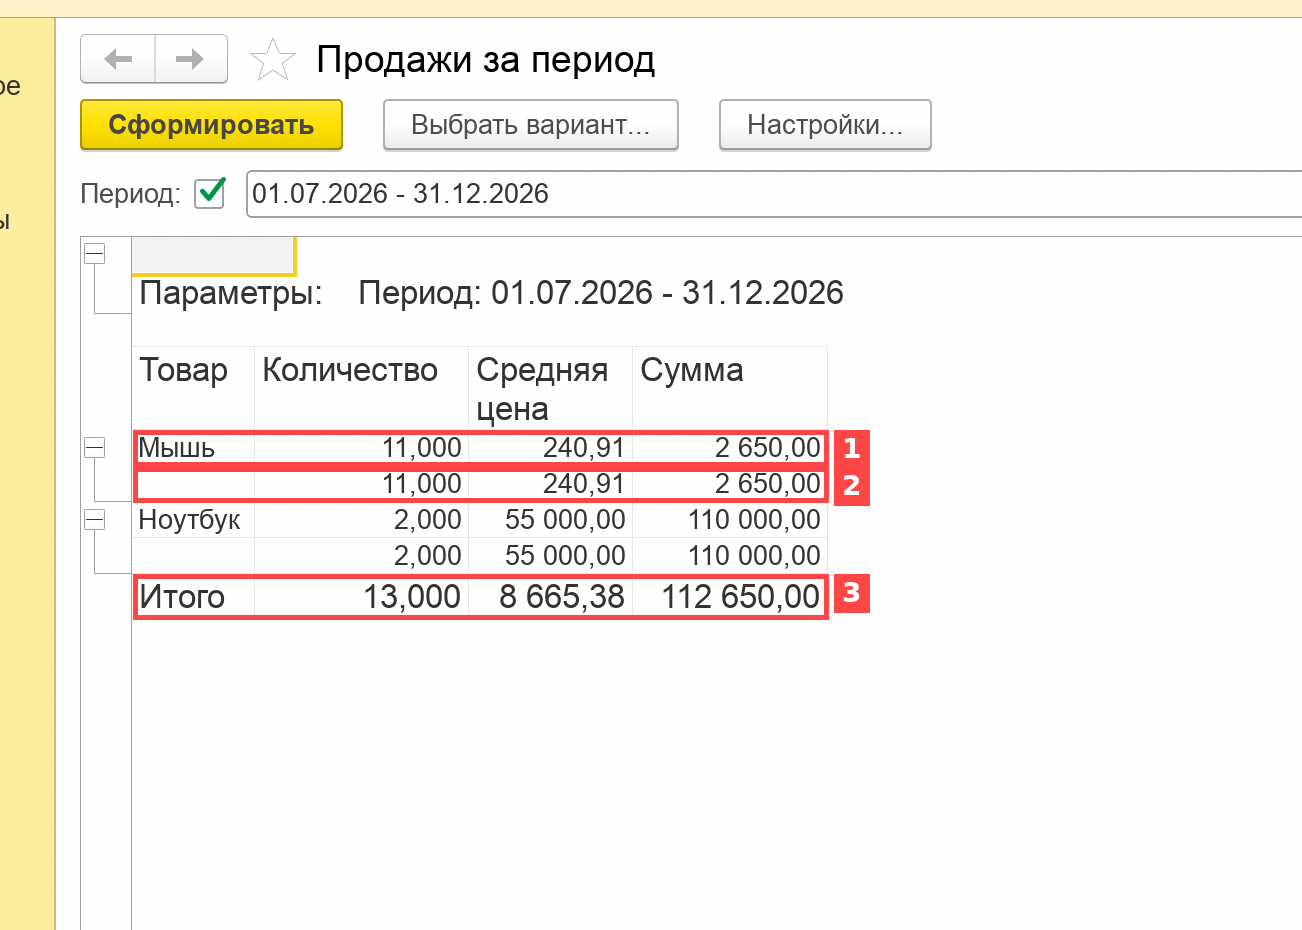 Продажи за период
ое
Сформировать Выбрать вариант... Настройки...
Период: 01.07.2026 - 31.12.2026
ы
Параметры: Период: 01.07.2026 - 31.12.2026
Товар Количество Средняя цена Сумма
Мышь 11,000 240,91 2 650,00 1
11,000 240,91 2 650,00 2
Ноутбук 2,000 55 000,00 110 000,00
2,000 55 000,00 110 000,00
Итого 13,000 8 665,38 112 650,00 3